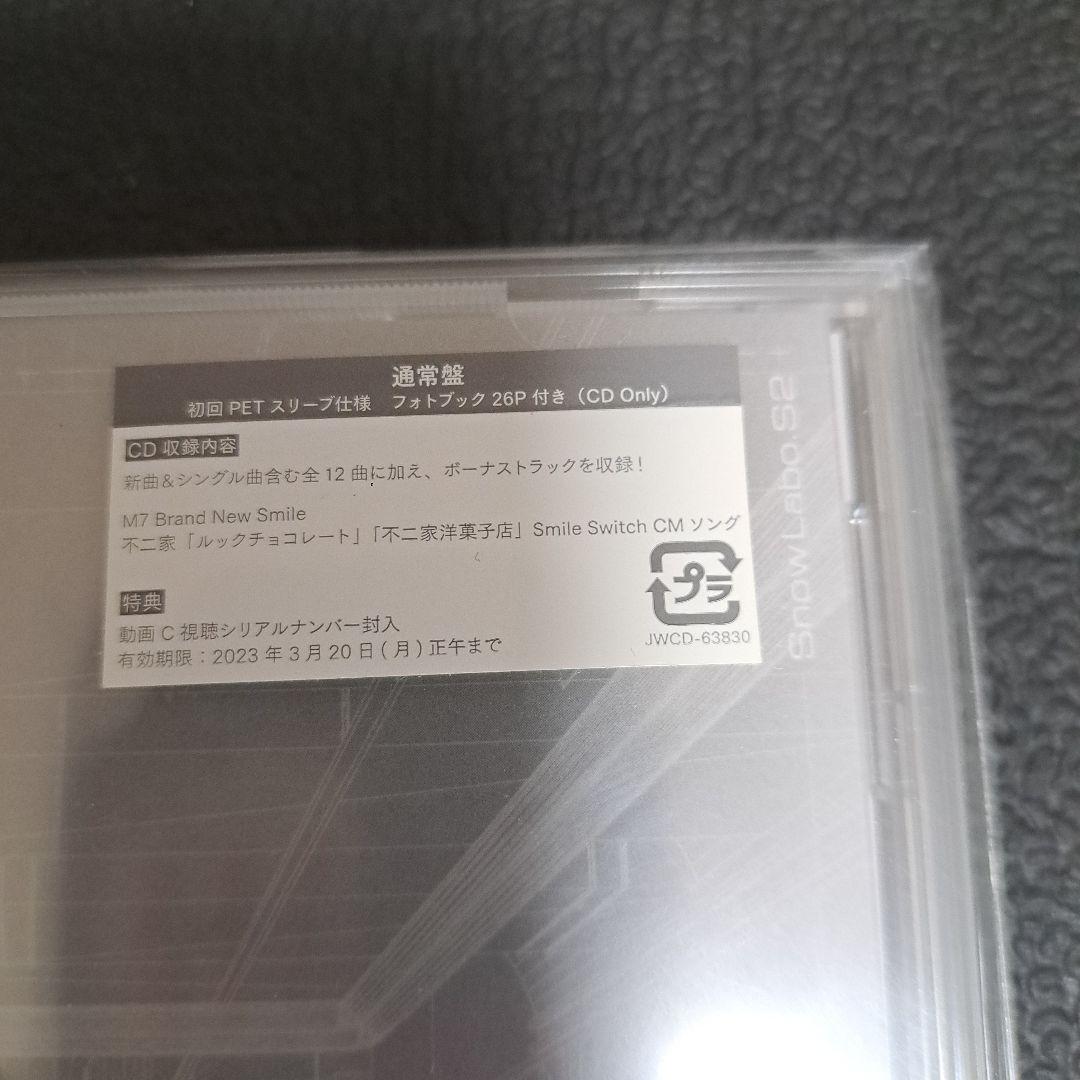 通常盤
初回 PET スリーブ仕様　フォトブック 26P 付き（CD Only）
CD 収録内容
新曲＆シングル曲含む全 12 曲に加え、ボーナストラックを収録！
M7 Brand New Smile
不二家「ルックチョコレート」「不二家洋菓子店」Smile Switch CM ソング
プラ
JWCD-63830
特典
動画 C 視聴シリアルナンバー封入
有効期限：2023 年 3 月 20 日 ( 月 ) 正午まで
Snow Labo. S2